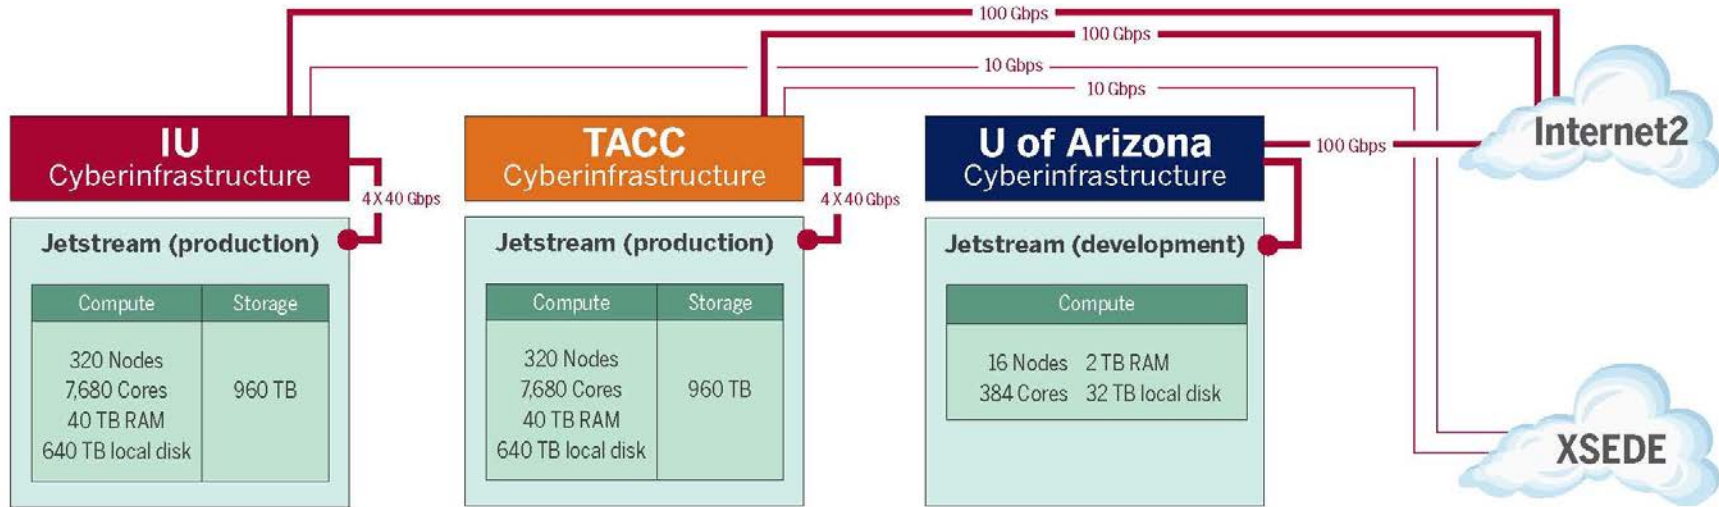 100 Gbps
100 Gbps
10 Gbps
10 Gbps
IU
Cyberinfrastructure
4 X 40 Gbps
TACC
Cyberinfrastructure
4 X 40 Gbps
U of Arizona
Cyberinfrastructure
100 Gbps
Internet2
Jetstream (production)
Compute
Storage
320 Nodes
7,680 Cores
40 TB RAM
640 TB local disk
960 TB
Jetstream (production)
Compute
Storage
320 Nodes
7,680 Cores
40 TB RAM
640 TB local disk
960 TB
Jetstream (development)
Compute
16 Nodes 2 TB RAM
384 Cores 32 TB local disk
XSEDE